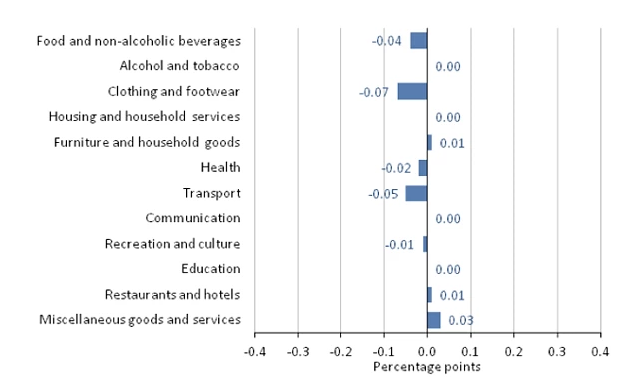 Food and non-alcoholic beverages -0.04
Alcohol and tobacco 0.00
Clothing and footwear -0.07
Housing and household services 0.00
Furniture and household goods 0.01
Health -0.02
Transport -0.05
Communication 0.00
Recreation and culture -0.01
Education 0.00
Restaurants and hotels 0.01
Miscellaneous goods and services 0.03
-0.4 -0.3 -0.2 -0.1 0.0 0.1 0.2 0.3 0.4
Percentage points